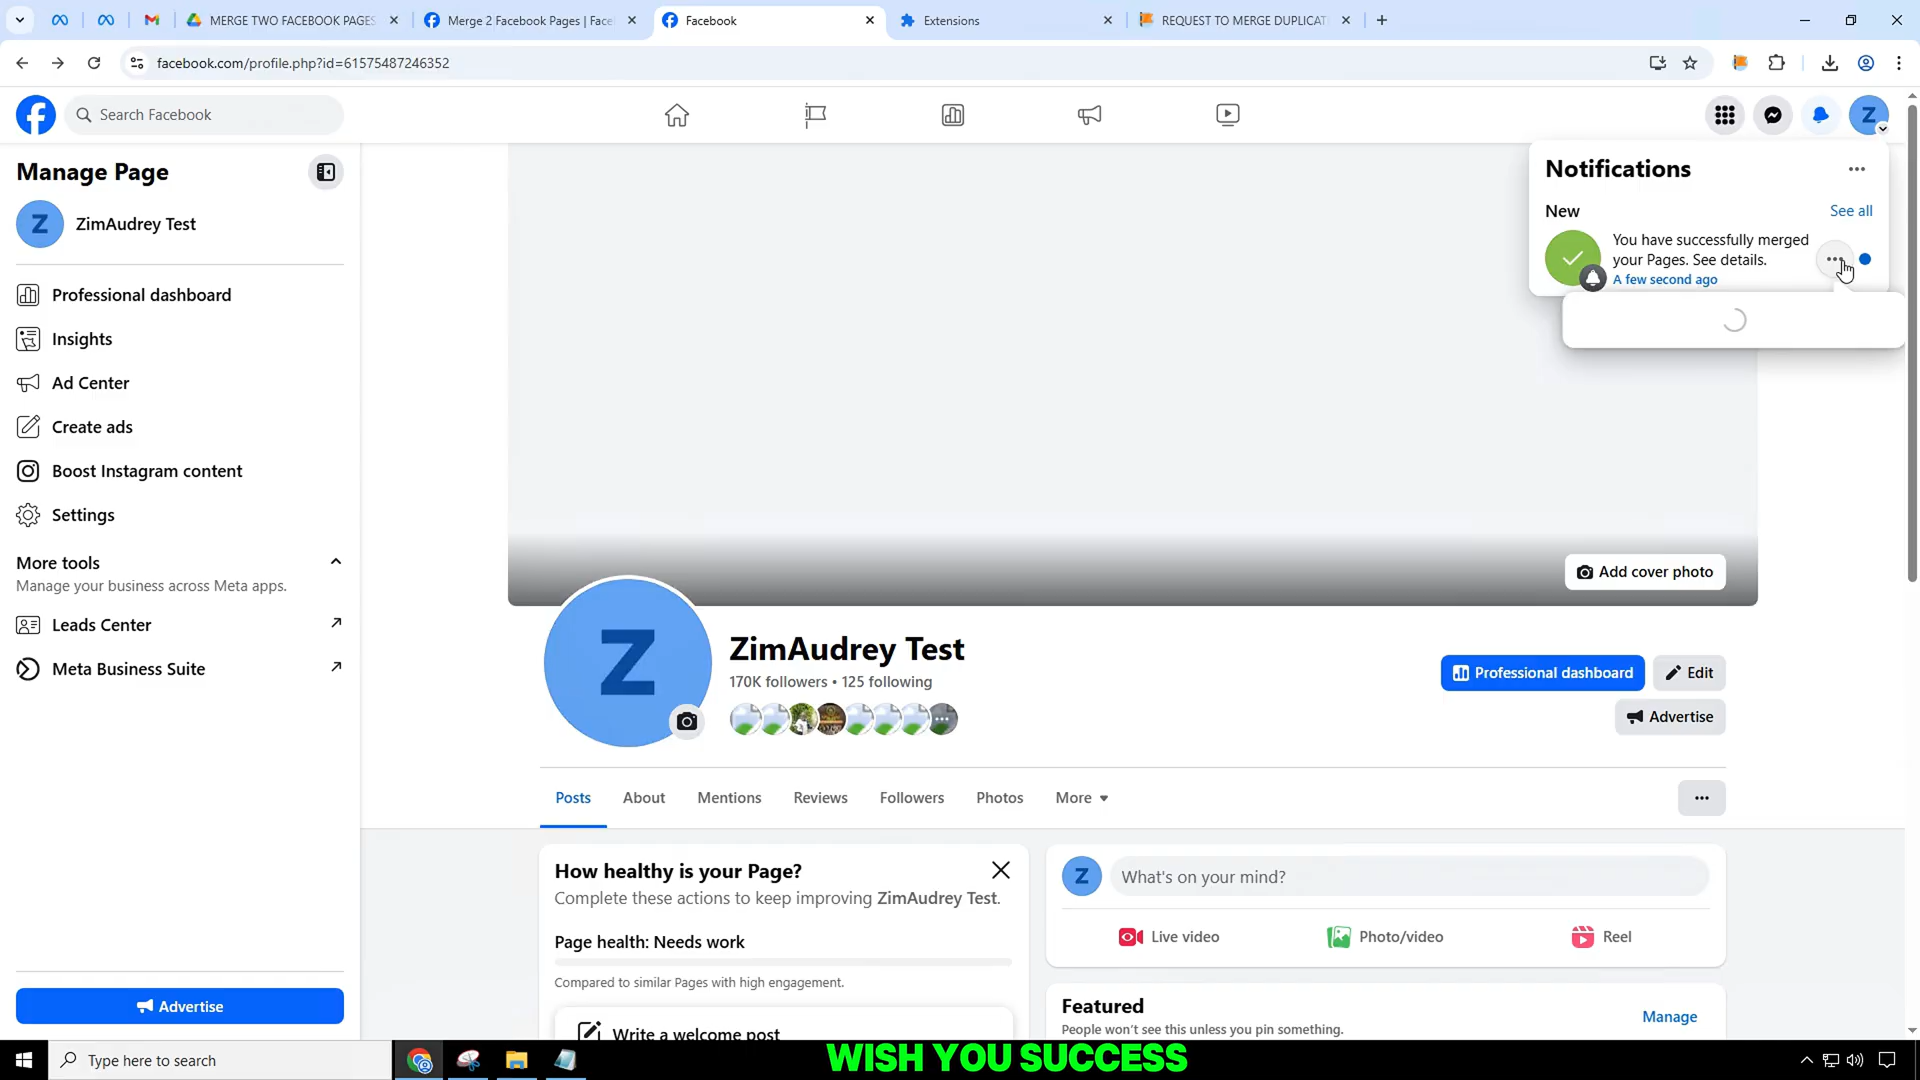 MERGE TWO FACEBOOK PAGES
Merge 2 Facebook Pages | Face
Facebook
Extensions
REQUEST TO MERGE DUPLICAT
facebook.com/profile.php?id=61575487246352
Search Facebook
Z
Manage Page
Z
ZimAudrey Test
Professional dashboard
Insights
Ad Center
Create ads
Boost Instagram content
Settings
More tools
Manage your business across Meta apps.
Leads Center
Meta Business Suite
Advertise
Notifications
New
See all
You have successfully merged
your Pages. See details.
A few second ago
Add cover photo
Z
ZimAudrey Test
170K followers • 125 following
Professional dashboard
Edit
Advertise
Posts
About
Mentions
Reviews
Followers
Photos
More
How healthy is your Page?
Complete these actions to keep improving ZimAudrey Test.
Page health: Needs work
Compared to similar Pages with high engagement.
Write a welcome post
Z
What's on your mind?
Live video
Photo/video
Reel
Featured
Manage
People won't see this unless you pin something.
Type here to search
WISH YOU SUCCESS